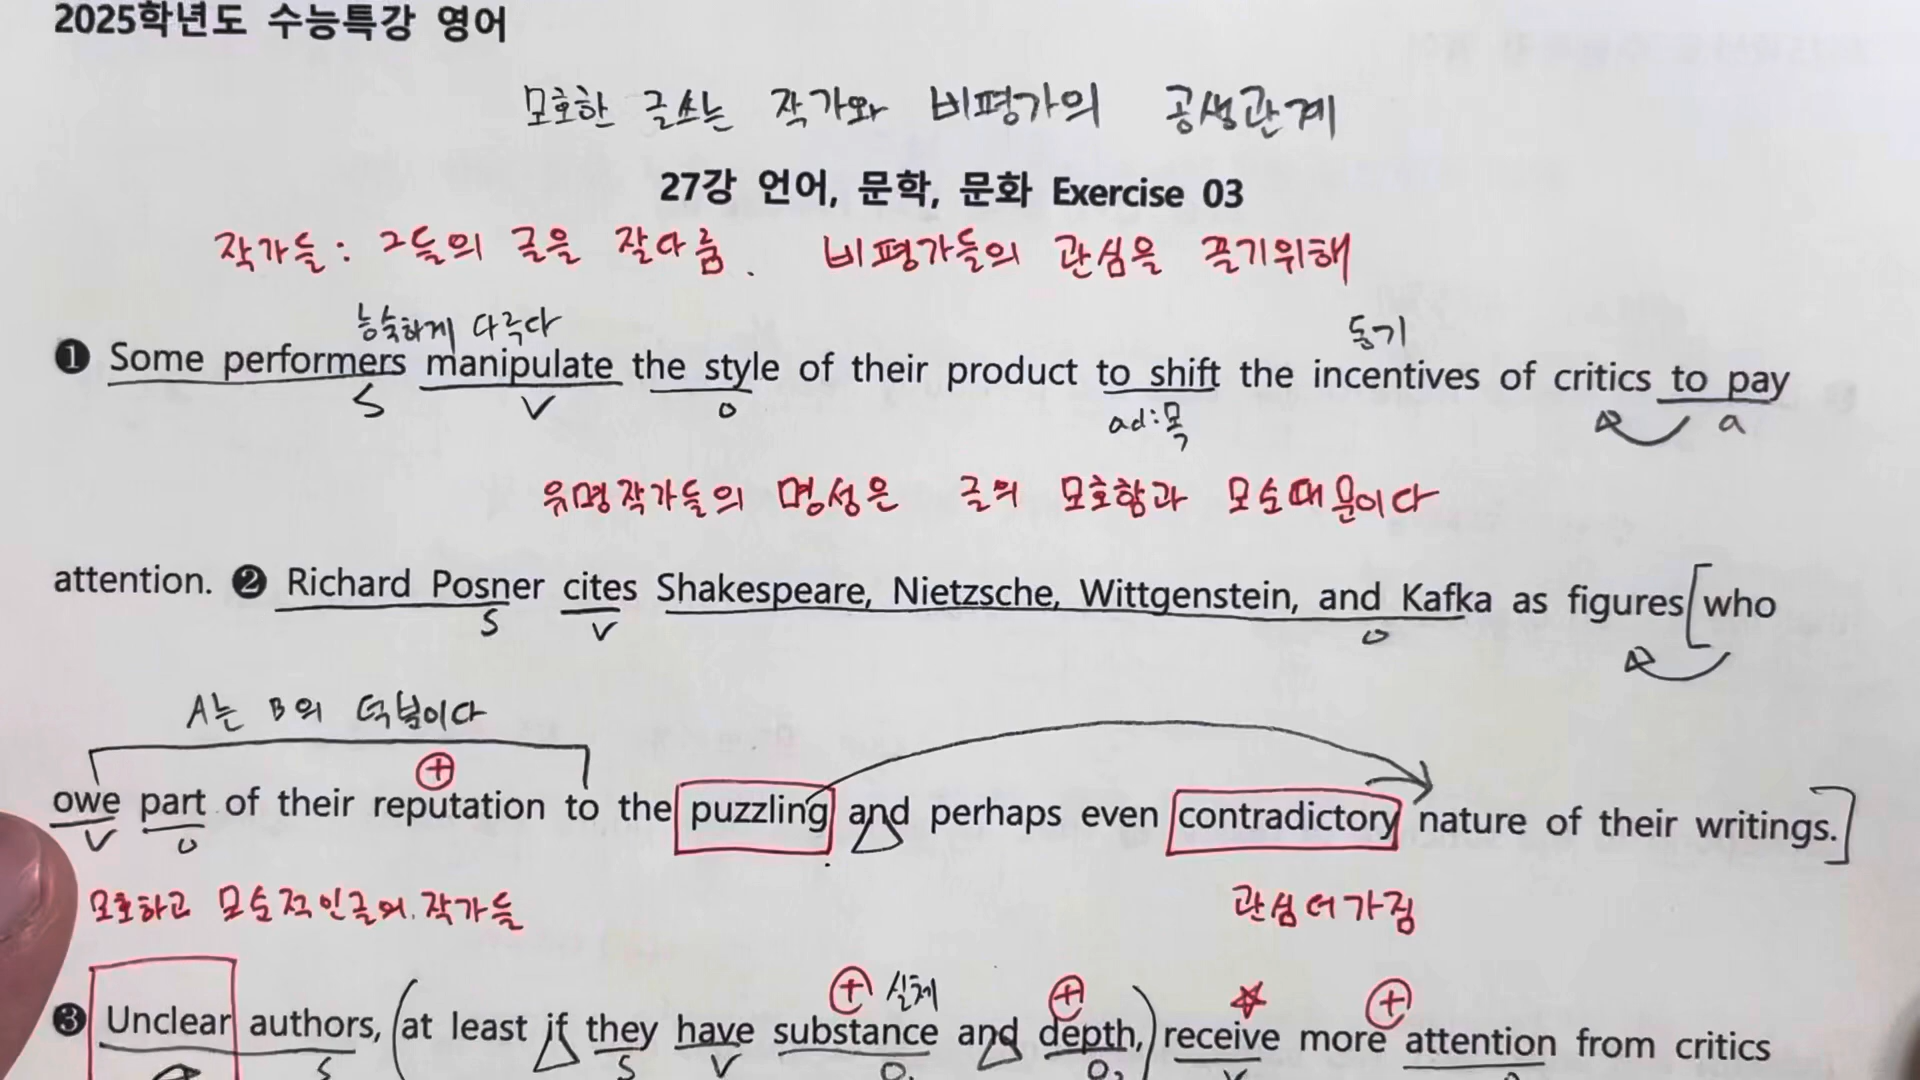 2025학년도 수능특강 영어
모호한 글쓰는 작가와 비평가의 공생관계
27강 언어, 문학, 문화 Exercise 03
작가들 : 그들의 글을 잘다룸. 비평가들의 관심을 끌기위해
능숙하게 다루다 동기
❶ Some performers manipulate the style of their product to shift the incentives of critics to pay
S V O ad:목 a
유명작가들의 명성은 글의 모호함과 모순때문이다
attention. ❷ Richard Posner cites Shakespeare, Nietzsche, Wittgenstein, and Kafka as figures [who
S V O
A는 B의 덕분이다
+
owe part of their reputation to the puzzling and perhaps even contradictory nature of their writings.]
V O
모호하고 모순적인글의 작가들 관심더가짐
+ 실체 + +
❸ Unclear authors, (at least if they have substance and depth,) receive more attention from critics
S S V O₁ O₂ V O